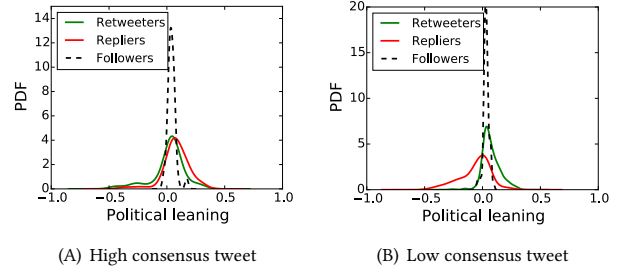 14
12
10
8
6
4
2
0
PDF
Retweeters
Repliers
Followers
−1.0 −0.5 0.0 0.5 1.0
Political leaning
(A) High consensus tweet
20
15
10
5
0
PDF
Retweeters
Repliers
Followers
−1.0 −0.5 0.0 0.5 1.0
Political leaning
(B) Low consensus tweet